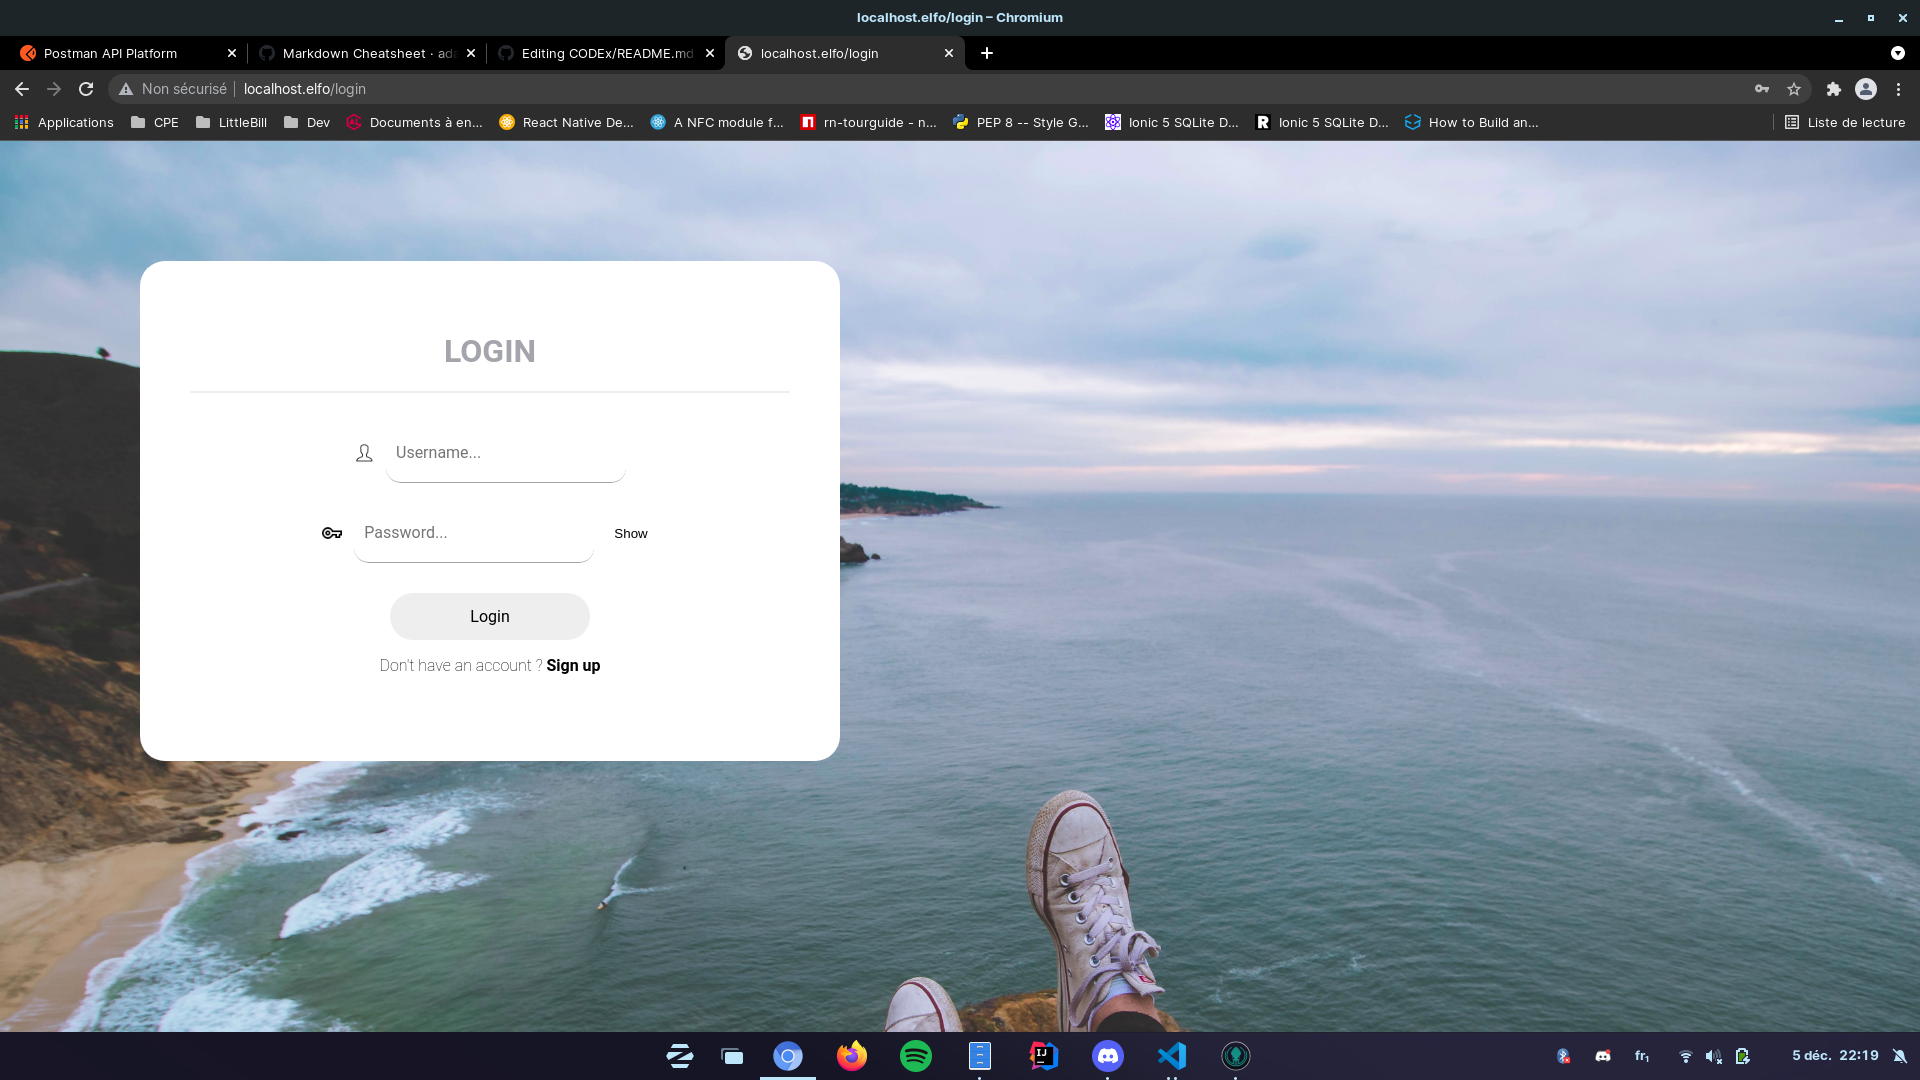 localhost.elfo/login – Chromium
Postman API Platform
Markdown Cheatsheet · ada
Editing CODEx/README.md
localhost.elfo/login
Non sécurisé
localhost.elfo/login
Applications
CPE
LittleBill
Dev
Documents à en...
React Native De...
A NFC module f...
rn-tourguide - n...
PEP 8 -- Style G...
Ionic 5 SQLite D...
Ionic 5 SQLite D...
How to Build an...
Liste de lecture
LOGIN
Username...
Password...
Show
Login
Don't have an account ? Sign up
fr₁
5 déc. 22:19